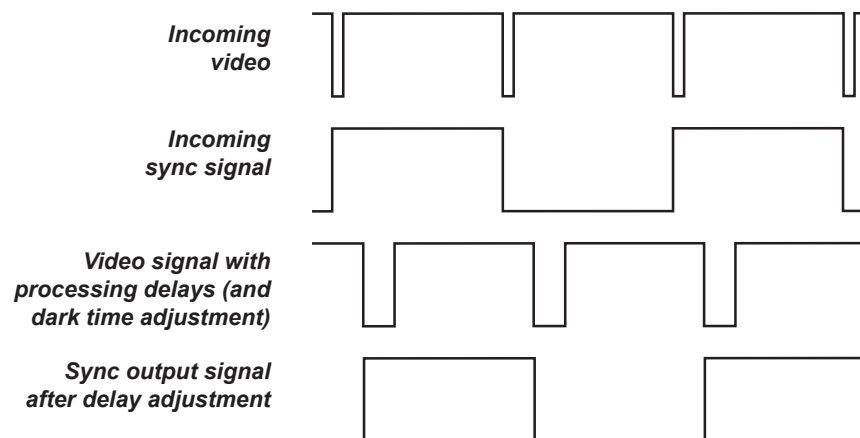 Incoming
video
Incoming
sync signal
Video signal with
processing delays (and
dark time adjustment)
Sync output signal
after delay adjustment